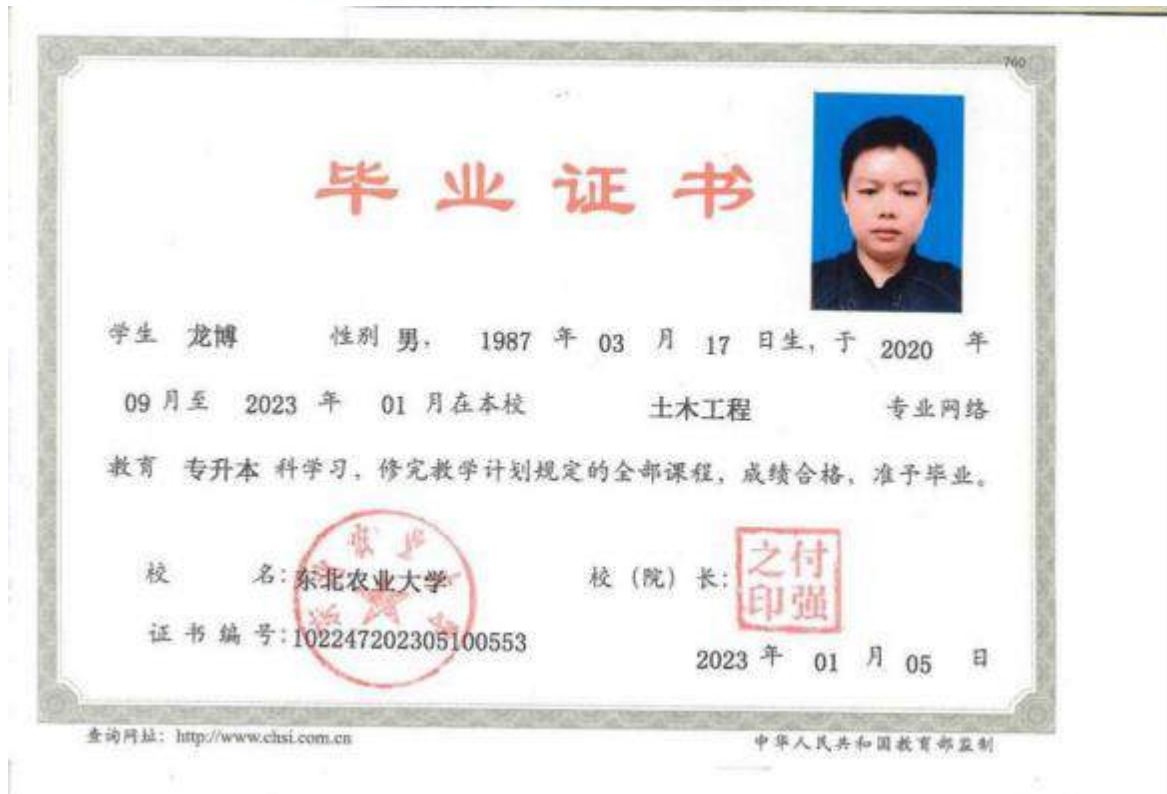 760
毕业证书
学生 龙博 性别 男, 1987 年 03 月 17 日生, 于 2020 年
09 月至 2023 年 01 月在本校 土木工程 专业网络
教育 专升本 科学习, 修完教学计划规定的全部课程, 成绩合格, 准予毕业。
校 名: 东北农业大学 校 (院) 长: 付强之印
证书编号: 102247202305100553
2023 年 01 月 05 日
查询网址: http://www.chsi.com.cn 中华人民共和国教育部监制